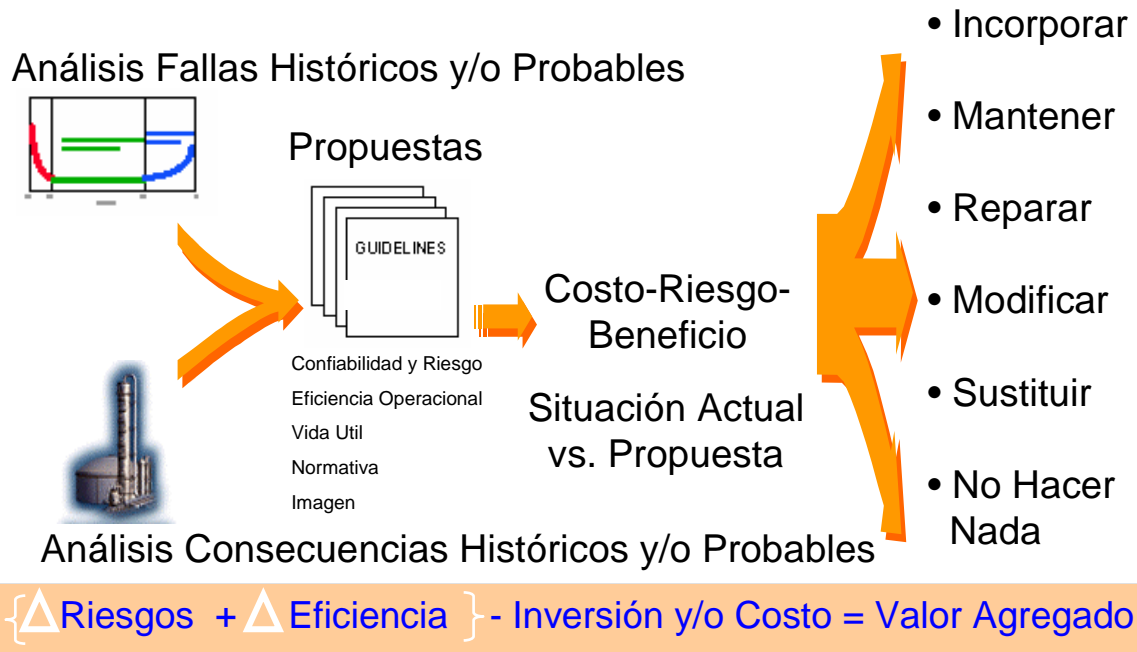 Análisis Fallas Históricos y/o Probables
Propuestas
GUIDELINES
Confiabilidad y Riesgo
Eficiencia Operacional
Vida Util
Normativa
Imagen
Análisis Consecuencias Históricos y/o Probables
Costo-Riesgo-
Beneficio
Situación Actual
vs. Propuesta
• Incorporar
• Mantener
• Reparar
• Modificar
• Sustituir
• No Hacer
Nada
{ΔRiesgos + Δ Eficiencia } - Inversión y/o Costo = Valor Agregado